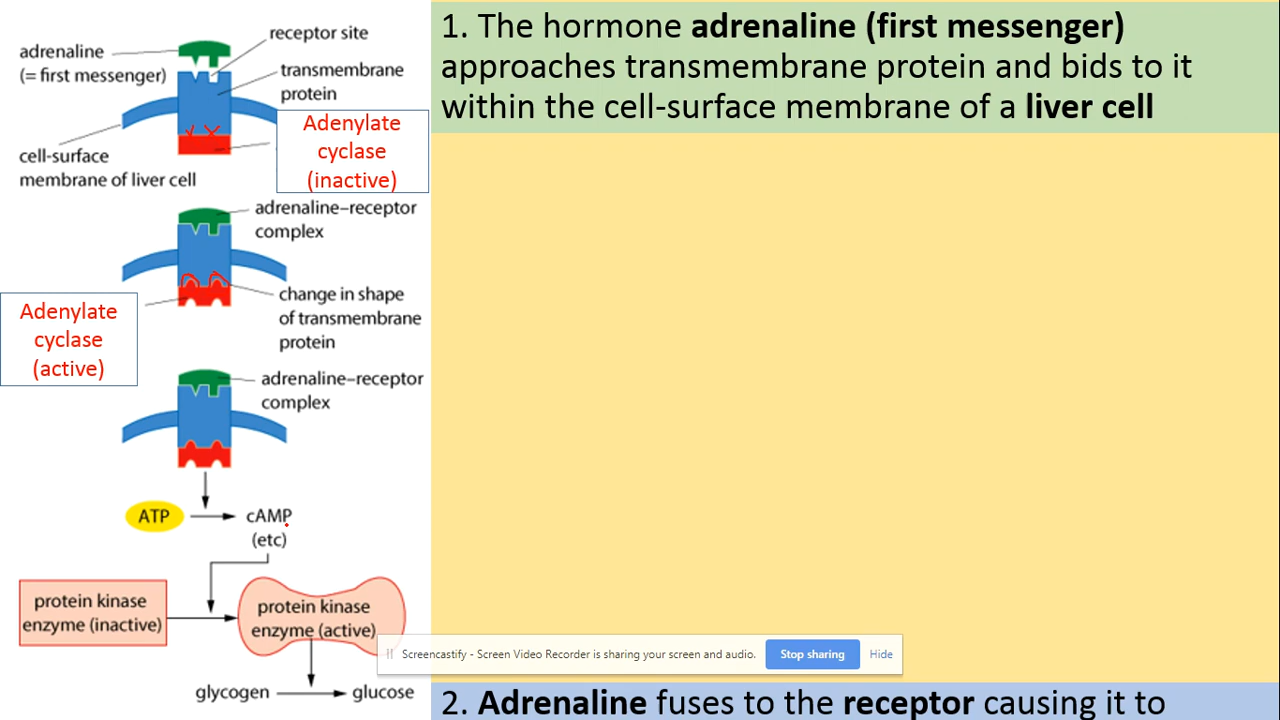 adrenaline
(= first messenger)
receptor site
transmembrane
protein
Adenylate
cyclase
(inactive)
cell-surface
membrane of liver cell
adrenaline–receptor
complex
Adenylate
cyclase
(active)
change in shape
of transmembrane
protein
adrenaline–receptor
complex
ATP
cAMP
(etc)
protein kinase
enzyme (inactive)
protein kinase
enzyme (active)
glycogen
glucose
1. The hormone adrenaline (first messenger)
approaches transmembrane protein and bids to it
within the cell-surface membrane of a liver cell
Screencastify - Screen Video Recorder is sharing your screen and audio.
Stop sharing
Hide
2. Adrenaline fuses to the receptor causing it to